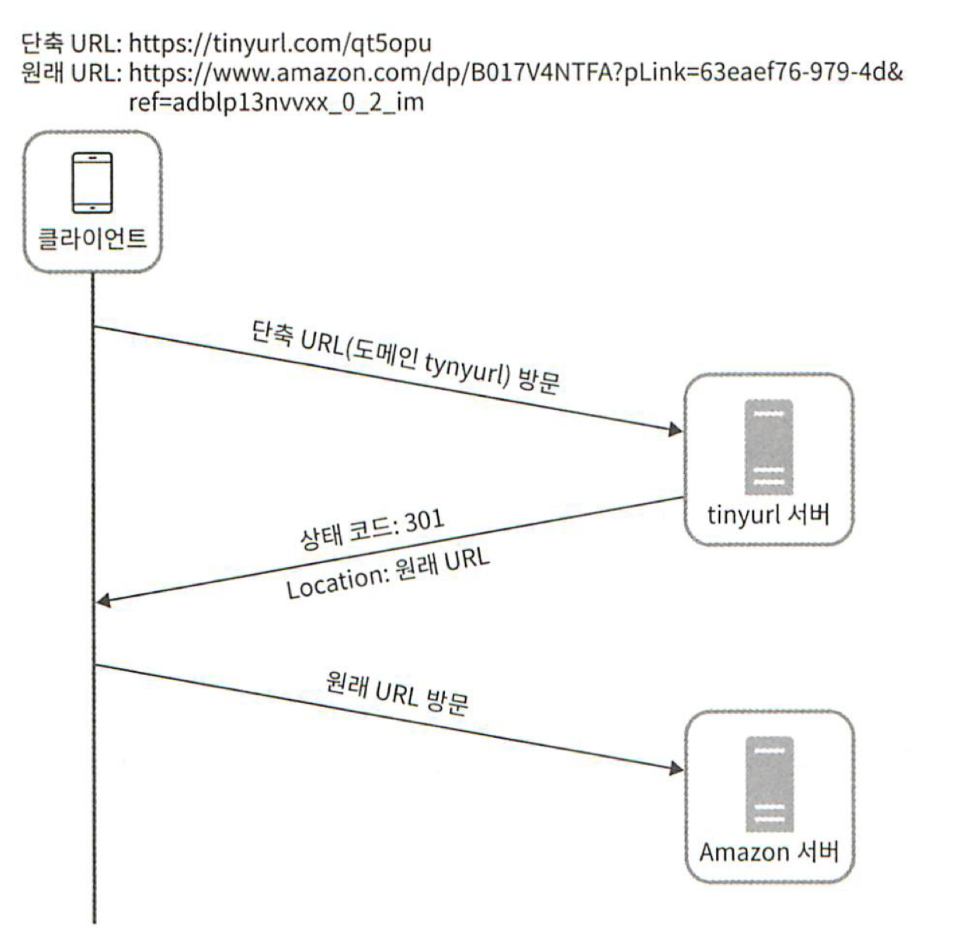 단축 URL: https://tinyurl.com/qt5opu
원래 URL: https://www.amazon.com/dp/B017V4NTFA?pLink=63eaef76-979-4d&
ref=adblp13nvvxx_0_2_im
클라이언트
단축 URL(도메인 tynyurl) 방문
tinyurl 서버
상태 코드: 301
Location: 원래 URL
원래 URL 방문
Amazon 서버